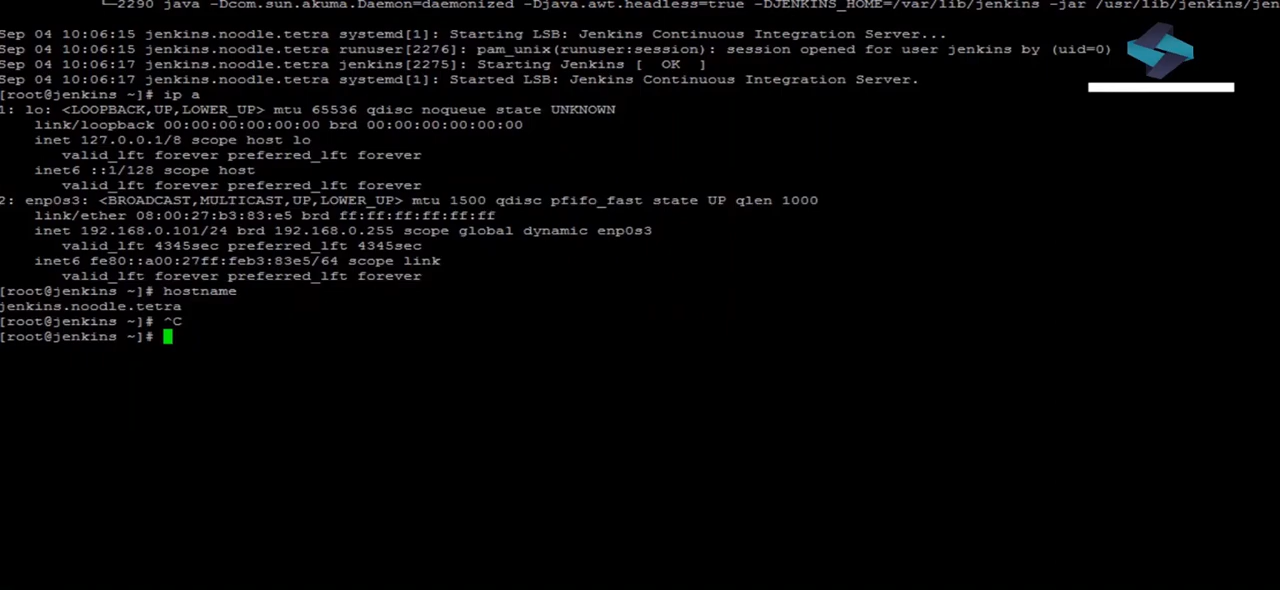 └─2290 java -Dcom.sun.akuma.Daemon=daemonized -Djava.awt.headless=true -DJENKINS_HOME=/var/lib/jenkins -jar /usr/lib/jenkins/jen
Sep 04 10:06:15 jenkins.noodle.tetra systemd[1]: Starting LSB: Jenkins Continuous Integration Server...
Sep 04 10:06:15 jenkins.noodle.tetra runuser[2276]: pam_unix(runuser:session): session opened for user jenkins by (uid=0)
Sep 04 10:06:17 jenkins.noodle.tetra jenkins[2275]: Starting Jenkins [  OK  ]
Sep 04 10:06:17 jenkins.noodle.tetra systemd[1]: Started LSB: Jenkins Continuous Integration Server.
[root@jenkins ~]# ip a
1: lo: <LOOPBACK,UP,LOWER_UP> mtu 65536 qdisc noqueue state UNKNOWN
link/loopback 00:00:00:00:00:00 brd 00:00:00:00:00:00
inet 127.0.0.1/8 scope host lo
valid_lft forever preferred_lft forever
inet6 ::1/128 scope host
valid_lft forever preferred_lft forever
2: enp0s3: <BROADCAST,MULTICAST,UP,LOWER_UP> mtu 1500 qdisc pfifo_fast state UP qlen 1000
link/ether 08:00:27:b3:83:e5 brd ff:ff:ff:ff:ff:ff
inet 192.168.0.101/24 brd 192.168.0.255 scope global dynamic enp0s3
valid_lft 4345sec preferred_lft 4345sec
inet6 fe80::a00:27ff:feb3:83e5/64 scope link
valid_lft forever preferred_lft forever
[root@jenkins ~]# hostname
jenkins.noodle.tetra
[root@jenkins ~]# ^C
[root@jenkins ~]#